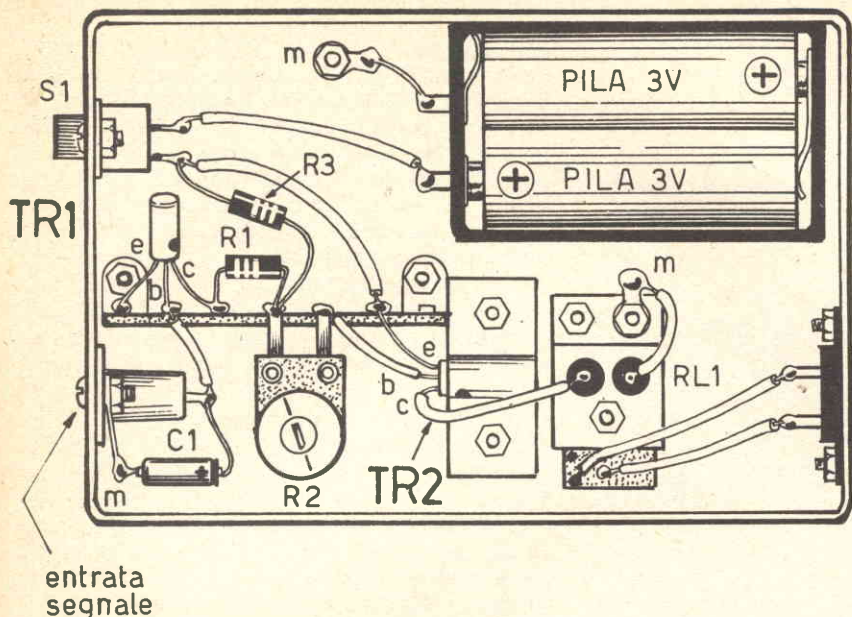 m
PILA 3V +
S1
R3
+ PILA 3V
TR1
e
R1
c
b
m
e
b
c
RL1
C1
+
TR2
R2
m
entrata
segnale